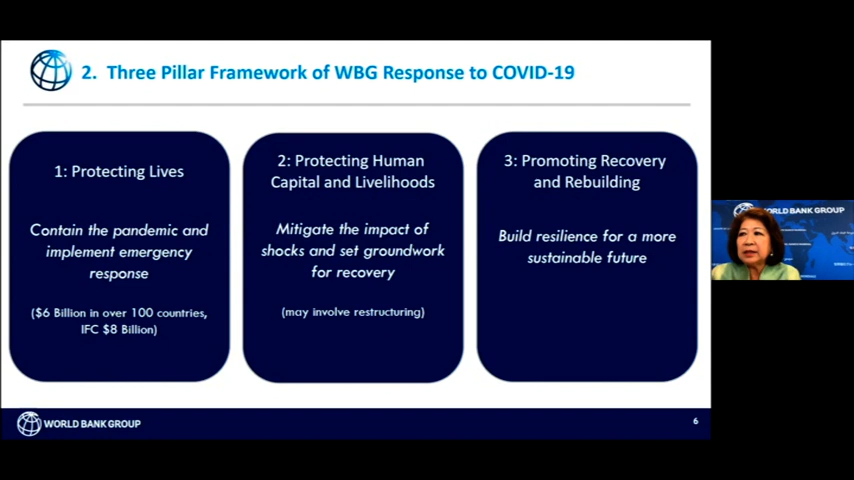 2. Three Pillar Framework of WBG Response to COVID-19
1: Protecting Lives
Contain the pandemic and
implement emergency
response
($6 Billion in over 100 countries,
IFC $8 Billion)
2: Protecting Human
Capital and Livelihoods
Mitigate the impact of
shocks and set groundwork
for recovery
(may involve restructuring)
3: Promoting Recovery
and Rebuilding
Build resilience for a more
sustainable future
WORLD BANK GROUP
WORLD BANK GROUP
6